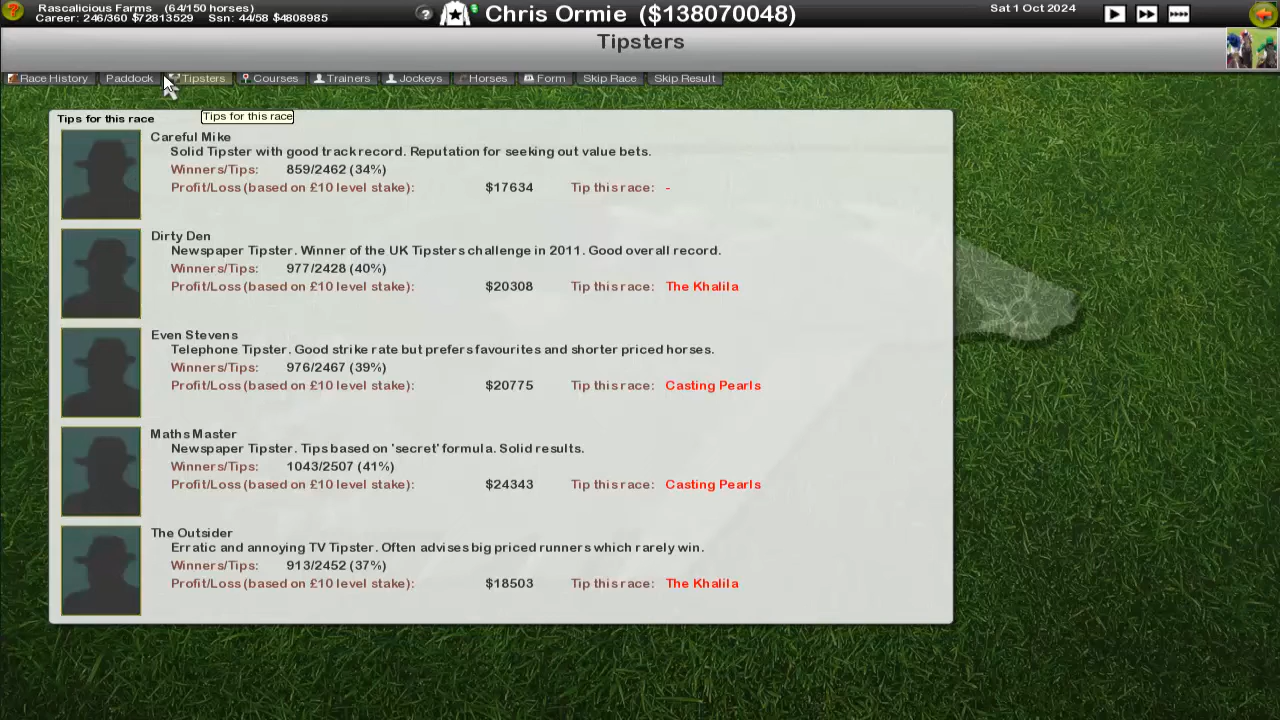 Rascalicious Farms (64/150 horses)
Career: 246/360 $72813529 Ssn: 44/58 $4808985
? Chris Ormie ($138070048)
Sat 1 Oct 2024
Tipsters
Race History Paddock Tipsters Courses Trainers Jockeys Horses Form Skip Race Skip Result
Tips for this race
Tips for this race
Careful Mike
Solid Tipster with good track record. Reputation for seeking out value bets.
Winners/Tips: 859/2462 (34%)
Profit/Loss (based on £10 level stake): $17634 Tip this race: -
Dirty Den
Newspaper Tipster. Winner of the UK Tipsters challenge in 2011. Good overall record.
Winners/Tips: 977/2428 (40%)
Profit/Loss (based on £10 level stake): $20308 Tip this race: The Khalila
Even Stevens
Telephone Tipster. Good strike rate but prefers favourites and shorter priced horses.
Winners/Tips: 976/2467 (39%)
Profit/Loss (based on £10 level stake): $20775 Tip this race: Casting Pearls
Maths Master
Newspaper Tipster. Tips based on 'secret' formula. Solid results.
Winners/Tips: 1043/2507 (41%)
Profit/Loss (based on £10 level stake): $24343 Tip this race: Casting Pearls
The Outsider
Erratic and annoying TV Tipster. Often advises big priced runners which rarely win.
Winners/Tips: 913/2452 (37%)
Profit/Loss (based on £10 level stake): $18503 Tip this race: The Khalila